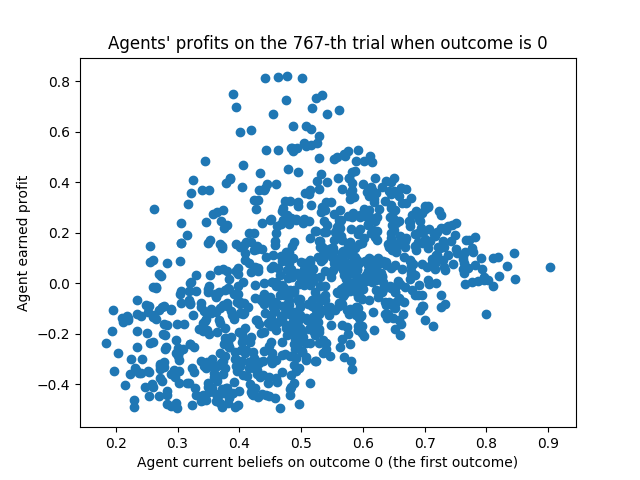 Agents' profits on the 767-th trial when outcome is 0
Agent earned profit
0.8
0.6
0.4
0.2
0.0
−0.2
−0.4
0.2 0.3 0.4 0.5 0.6 0.7 0.8 0.9
Agent current beliefs on outcome 0 (the first outcome)